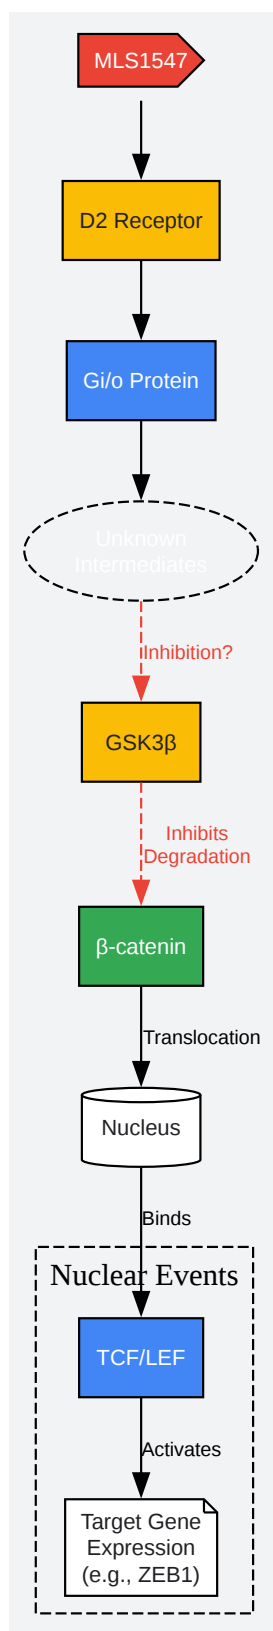 MLS1547
D2 Receptor
Gi/o Protein
Unknown
Intermediates
Inhibition?
GSK3β
Inhibits
Degradation
β-catenin
Translocation
Nucleus
Binds
Nuclear Events
TCF/LEF
Activates
Target Gene
Expression
(e.g., ZEB1)